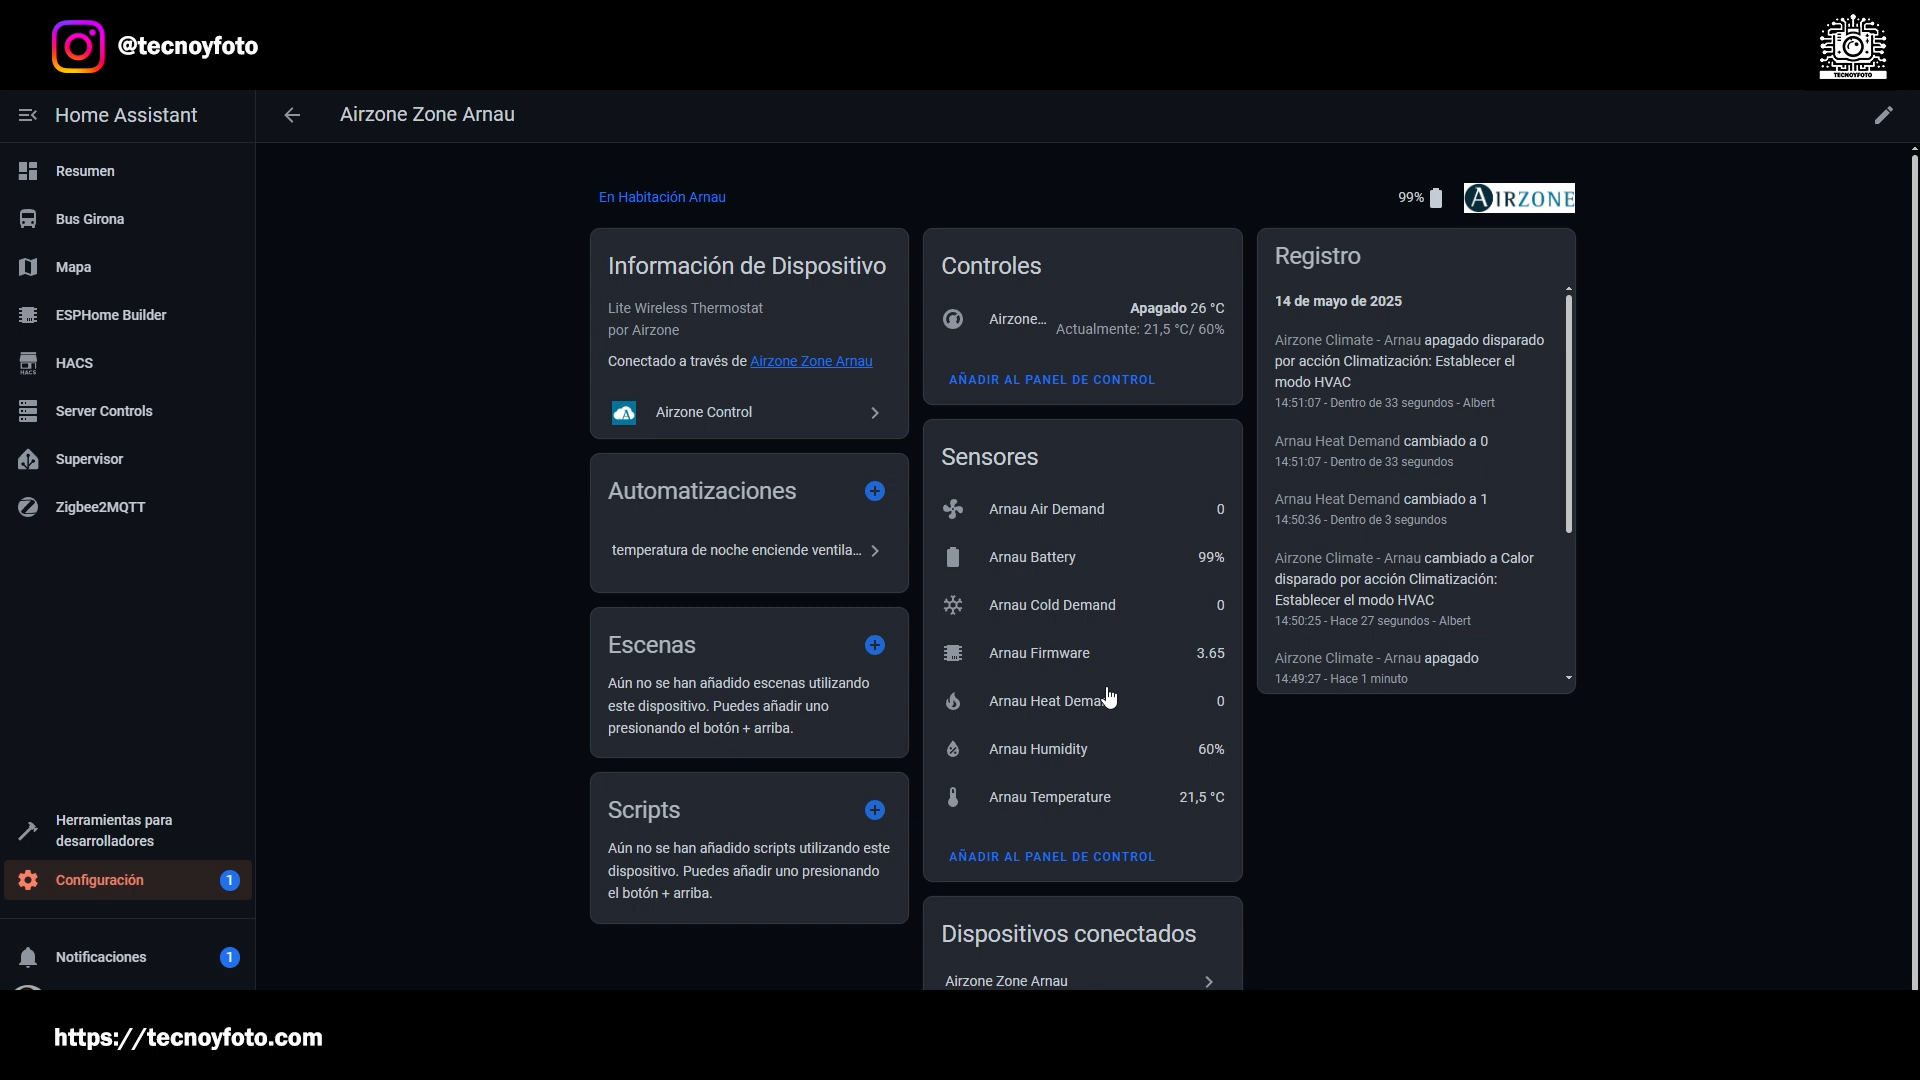 @tecnoyfoto
TECNOYFOTO
Home Assistant
Airzone Zone Arnau
Resumen
Bus Girona
Mapa
ESPHome Builder
HACS
HACS
Server Controls
Supervisor
Zigbee2MQTT
Herramientas para
desarrolladores
Configuración 1
Notificaciones 1
En Habitación Arnau
99%
AIRZONE
Información de Dispositivo
Lite Wireless Thermostat
por Airzone
Conectado a través de Airzone Zone Arnau
Airzone Control
Automatizaciones
temperatura de noche enciende ventila...
Escenas
Aún no se han añadido escenas utilizando
este dispositivo. Puedes añadir uno
presionando el botón + arriba.
Scripts
Aún no se han añadido scripts utilizando este
dispositivo. Puedes añadir uno presionando
el botón + arriba.
Controles
Airzone... Apagado 26 °C
Actualmente: 21,5 °C/ 60%
AÑADIR AL PANEL DE CONTROL
Sensores
Arnau Air Demand 0
Arnau Battery 99%
Arnau Cold Demand 0
Arnau Firmware 3.65
Arnau Heat Demand 0
Arnau Humidity 60%
Arnau Temperature 21,5 °C
AÑADIR AL PANEL DE CONTROL
Dispositivos conectados
Airzone Zone Arnau
Registro
14 de mayo de 2025
Airzone Climate - Arnau apagado disparado
por acción Climatización: Establecer el
modo HVAC
14:51:07 - Dentro de 33 segundos - Albert
Arnau Heat Demand cambiado a 0
14:51:07 - Dentro de 33 segundos
Arnau Heat Demand cambiado a 1
14:50:36 - Dentro de 3 segundos
Airzone Climate - Arnau cambiado a Calor
disparado por acción Climatización:
Establecer el modo HVAC
14:50:25 - Hace 27 segundos - Albert
Airzone Climate - Arnau apagado
14:49:27 - Hace 1 minuto
https://tecnoyfoto.com